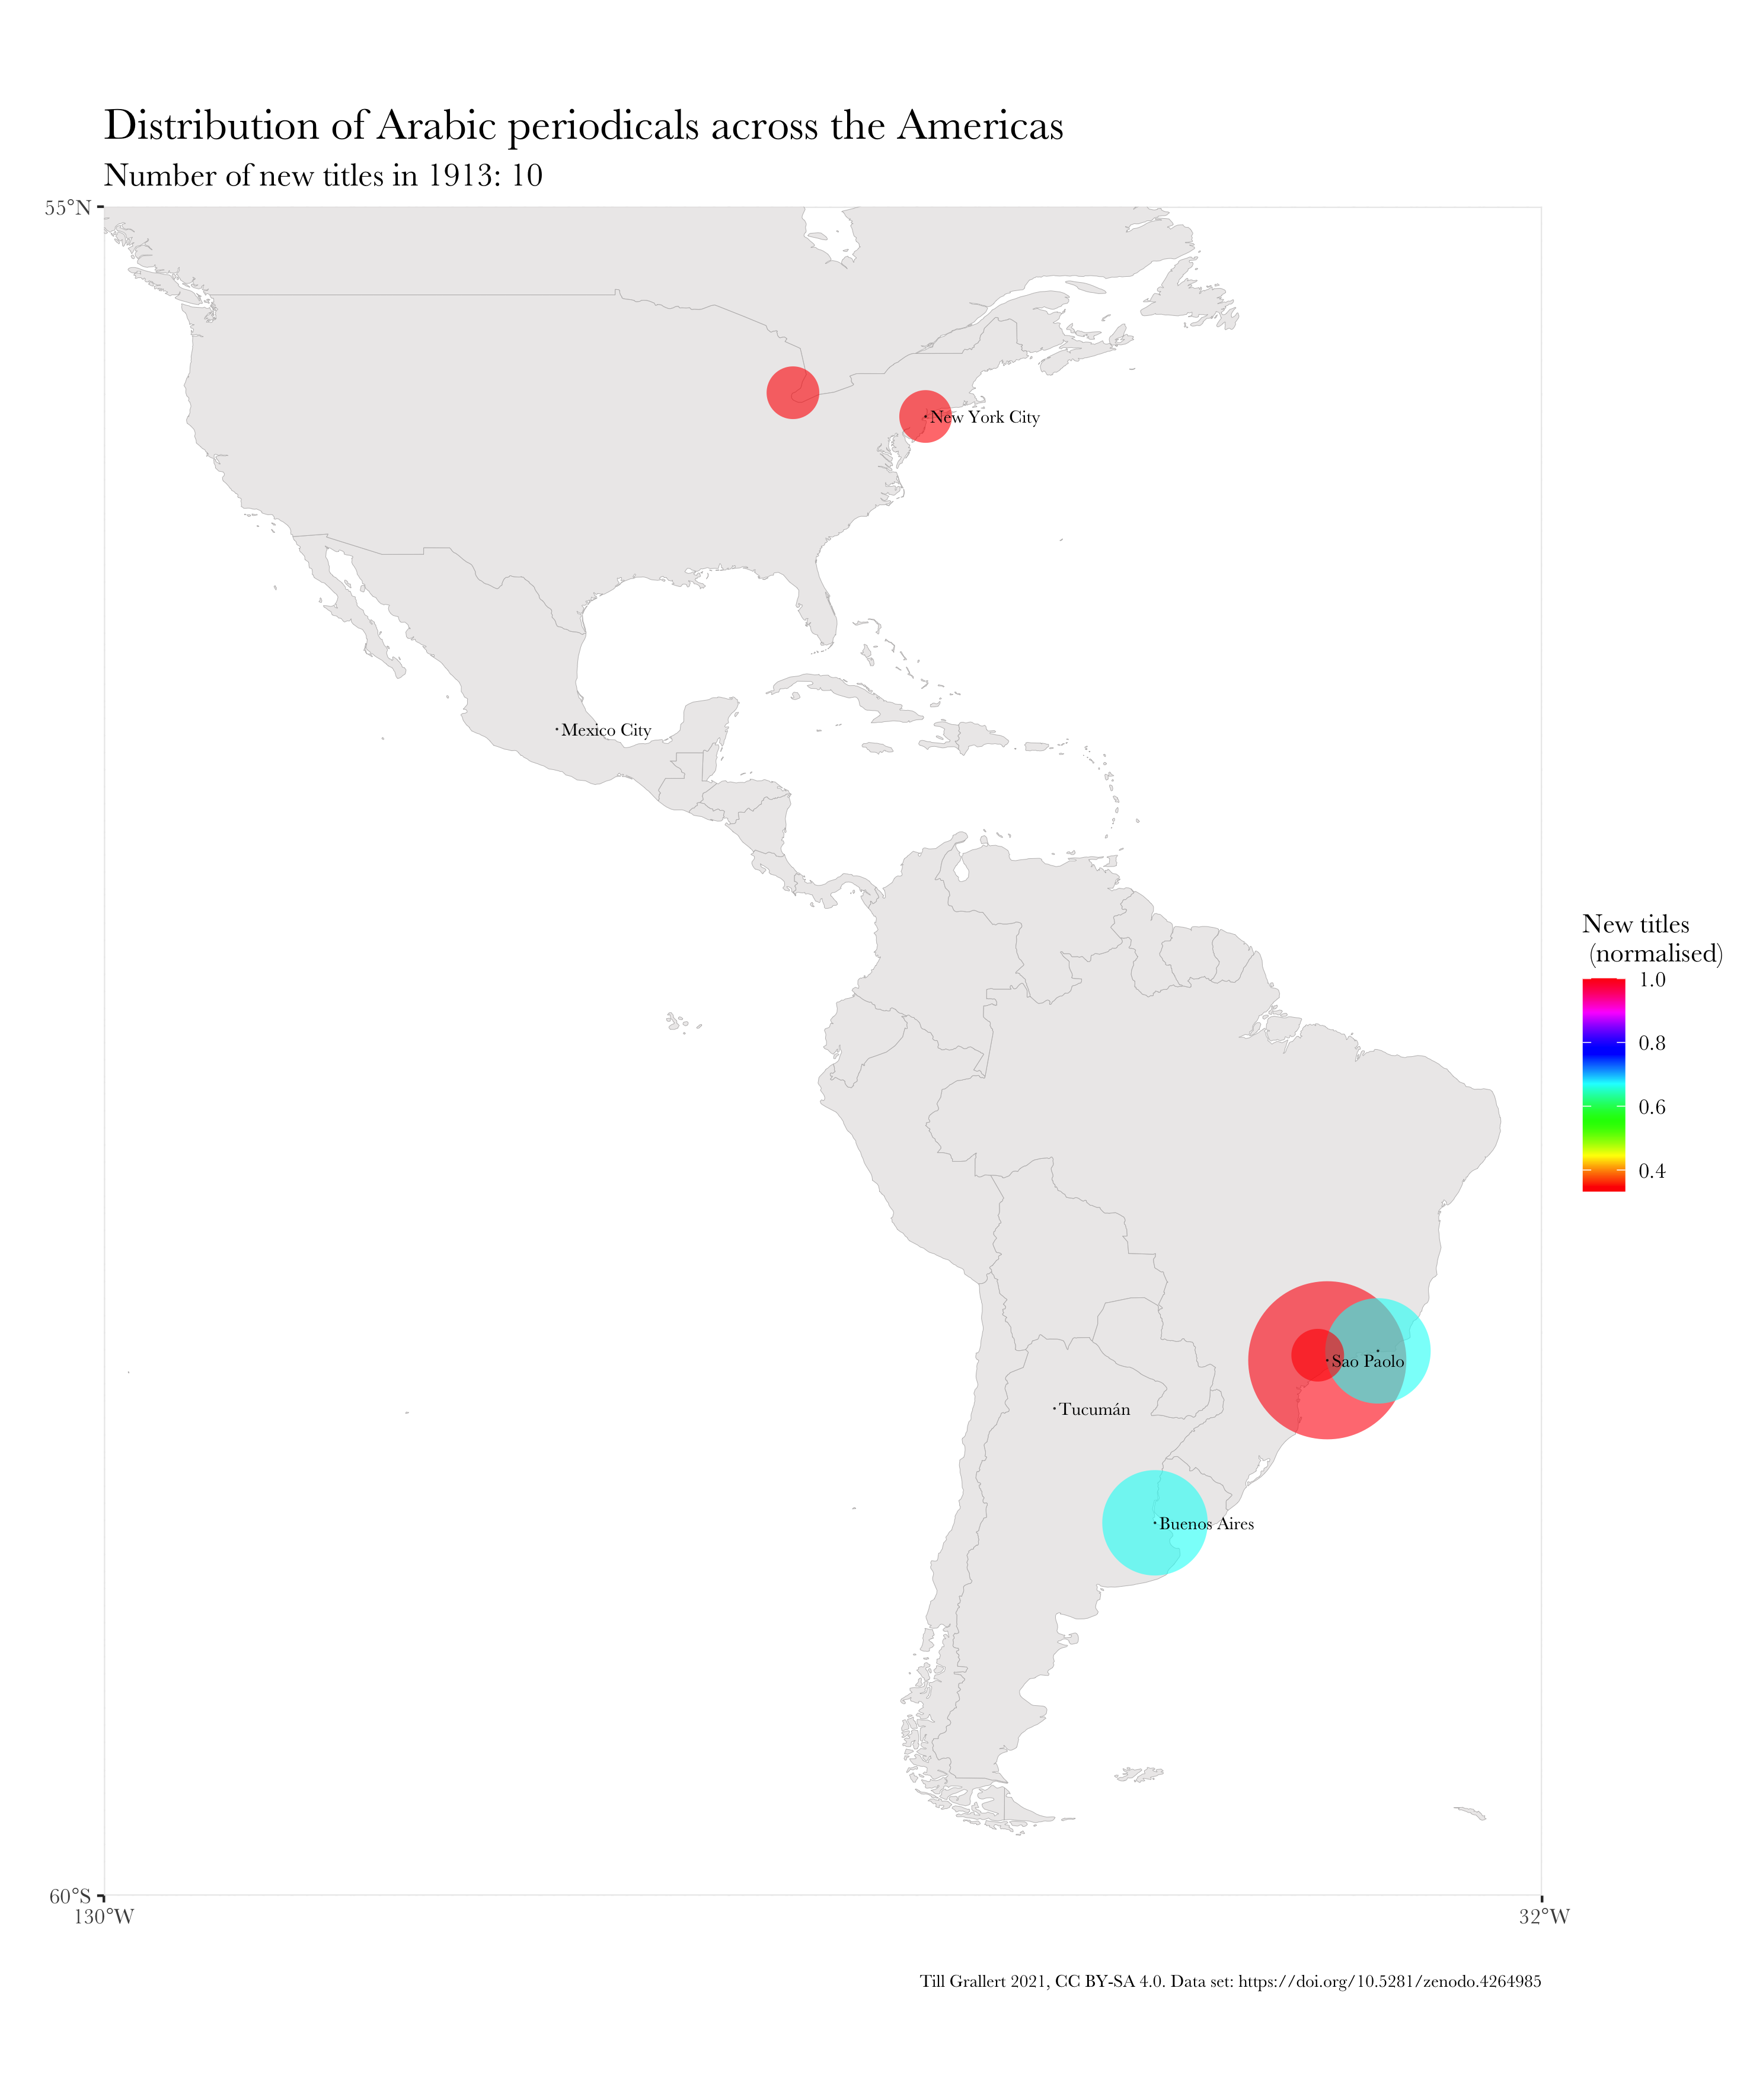 Distribution of Arabic periodicals across the Americas
Number of new titles in 1913: 10
55°N
New York City
Mexico City
New titles
(normalised)
1.0
0.8
0.6
0.4
Sao Paolo
Tucumán
Buenos Aires
60°S
130°W
32°W
Till Grallert 2021, CC BY-SA 4.0. Data set: https://doi.org/10.5281/zenodo.4264985